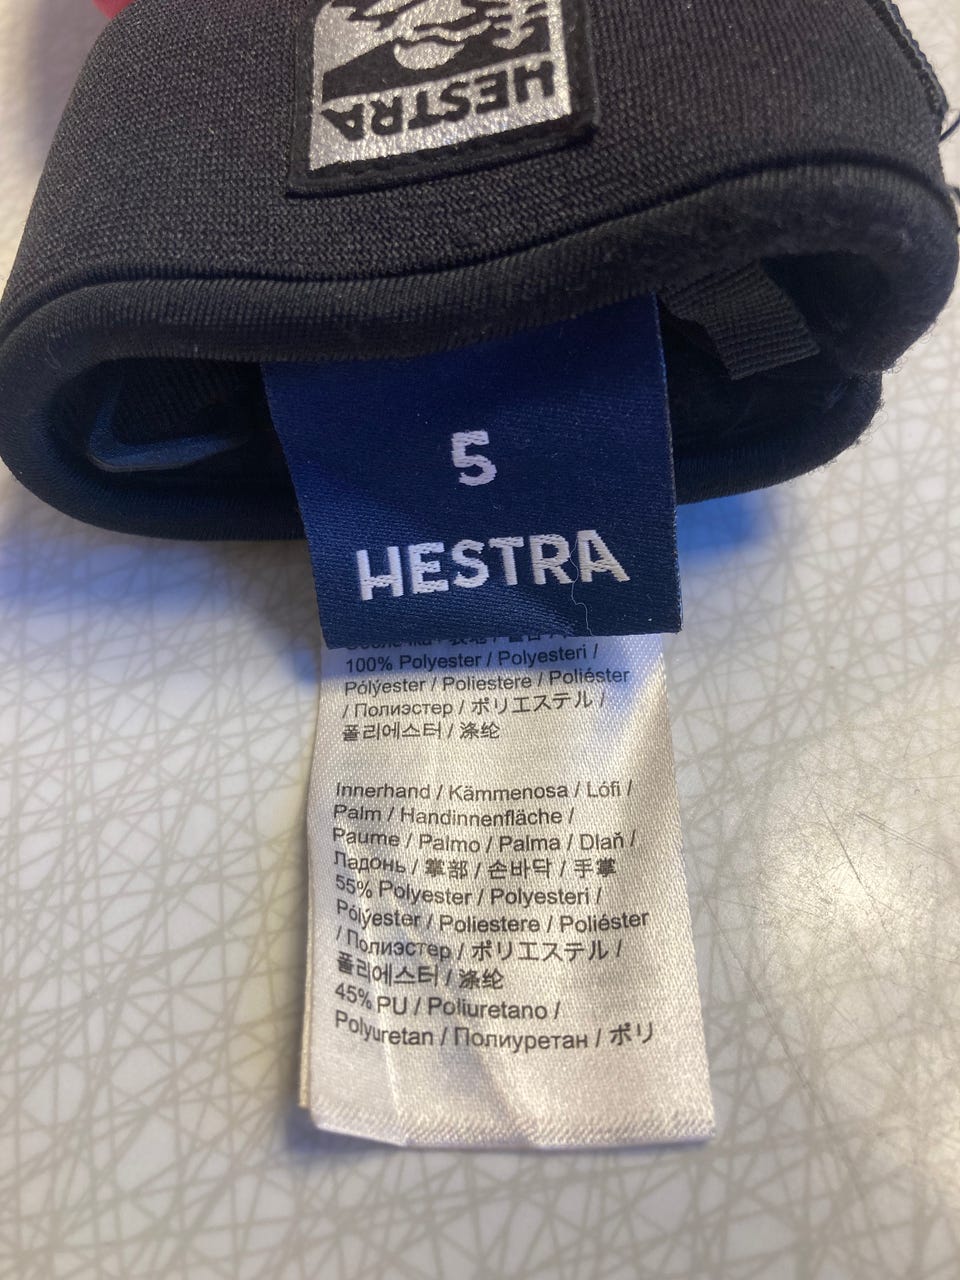 HESTRA
5
HESTRA
100% Polyester / Polyesteri /
Pólýester / Poliestere / Poliéster
/ Полиэстер / ポリエステル /
폴리에스터 / 涤纶
Innerhand / Kämmenosa / Lófi /
Palm / Handinnenfläche /
Paume / Palmo / Palma / Dlaň /
Ладонь / 掌部 / 손바닥 / 手掌
55% Polyester / Polyesteri /
Pólýester / Poliestere / Poliéster
/ Полиэстер / ポリエステル /
폴리에스터 / 涤纶
45% PU / Poliuretano /
Polyuretan / Полиуретан / ポリ